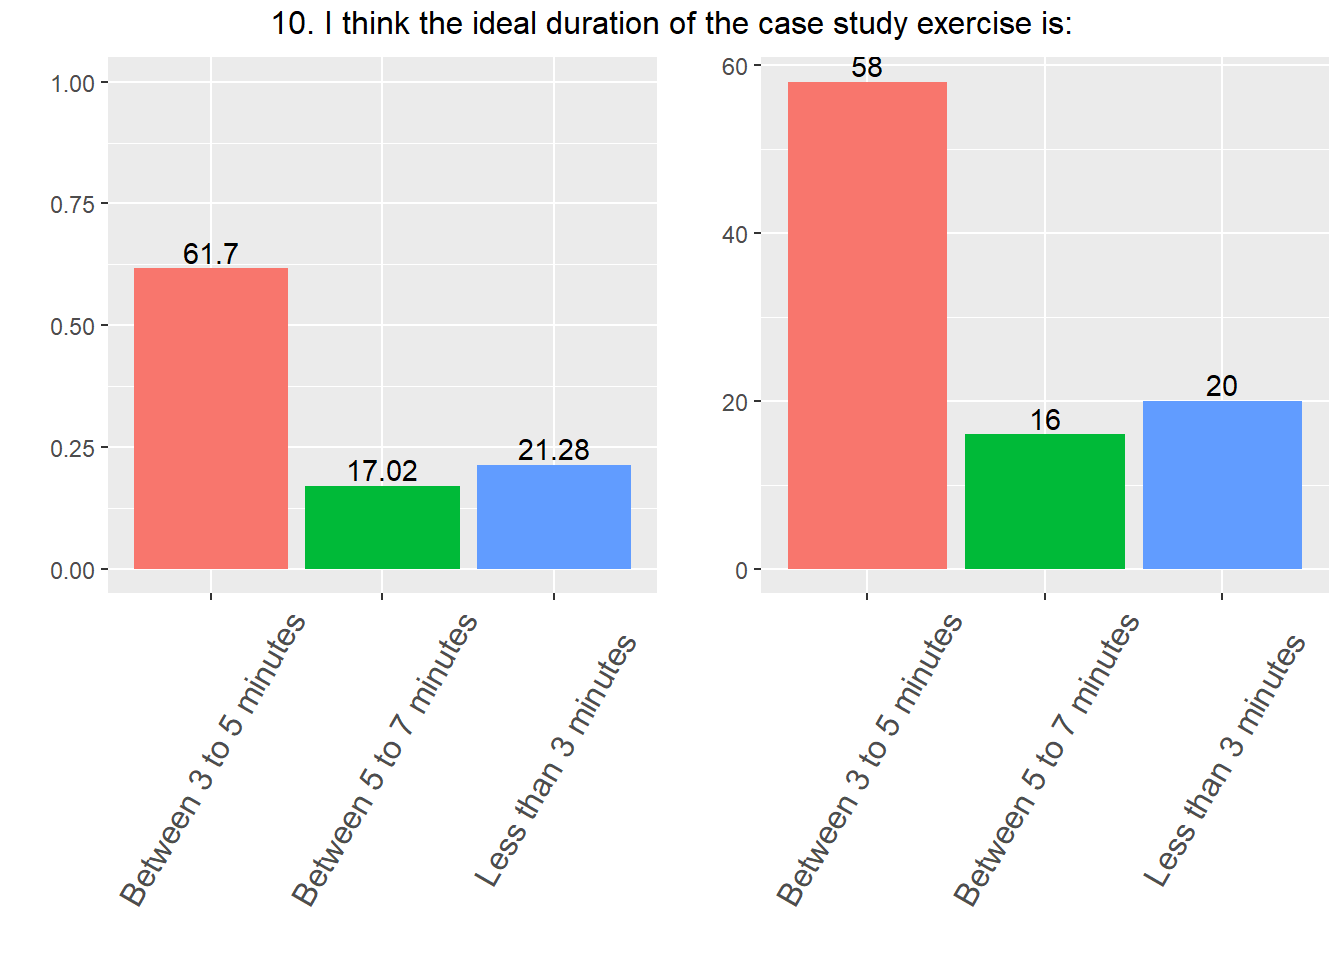 10. I think the ideal duration of the case study exercise is:
1.00
0.75
0.50
0.25
0.00
61.7
17.02
21.28
Between 3 to 5 minutes
Between 5 to 7 minutes
Less than 3 minutes
60
40
20
0
58
16
20
Between 3 to 5 minutes
Between 5 to 7 minutes
Less than 3 minutes